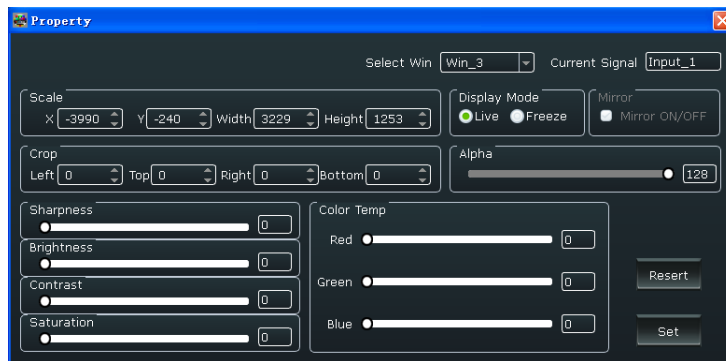 Property
Select Win Win_3 Current Signal Input_1
Scale
X -3990 Y -240 Width 3229 Height 1253
Display Mode
Live Freeze
Mirror
Mirror ON/OFF
Crop
Left 0 Top 0 Right 0 Bottom 0
Alpha
128
Sharpness
0
Brightness
0
Contrast
0
Saturation
0
Color Temp
Red 0
Green 0
Blue 0
Resert
Set